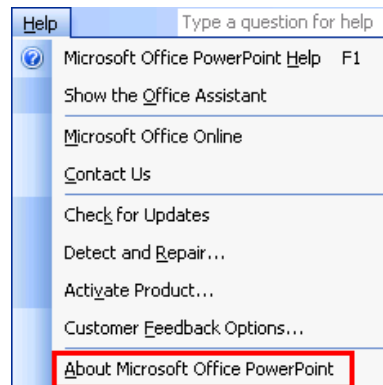 Help Type a question for help
Microsoft Office PowerPoint Help F1
Show the Office Assistant
Microsoft Office Online
Contact Us
Check for Updates
Detect and Repair...
Activate Product...
Customer Feedback Options...
About Microsoft Office PowerPoint